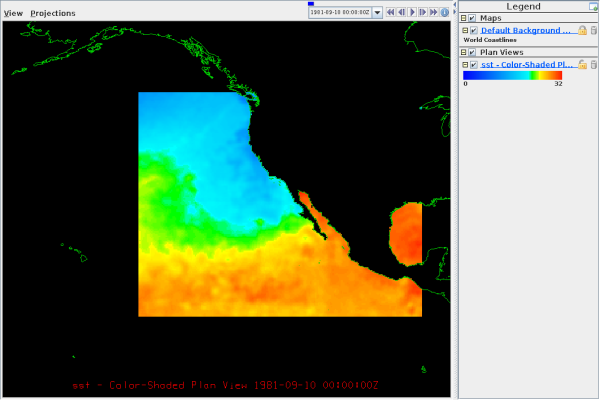 View Projections
1981-09-10 00:00:00Z
Legend
Maps
Default Background ...
World Coastlines
Plan Views
sst - Color-Shaded Pl...
0 32
sst - Color-Shaded Plan View 1981-09-10 00:00:00Z